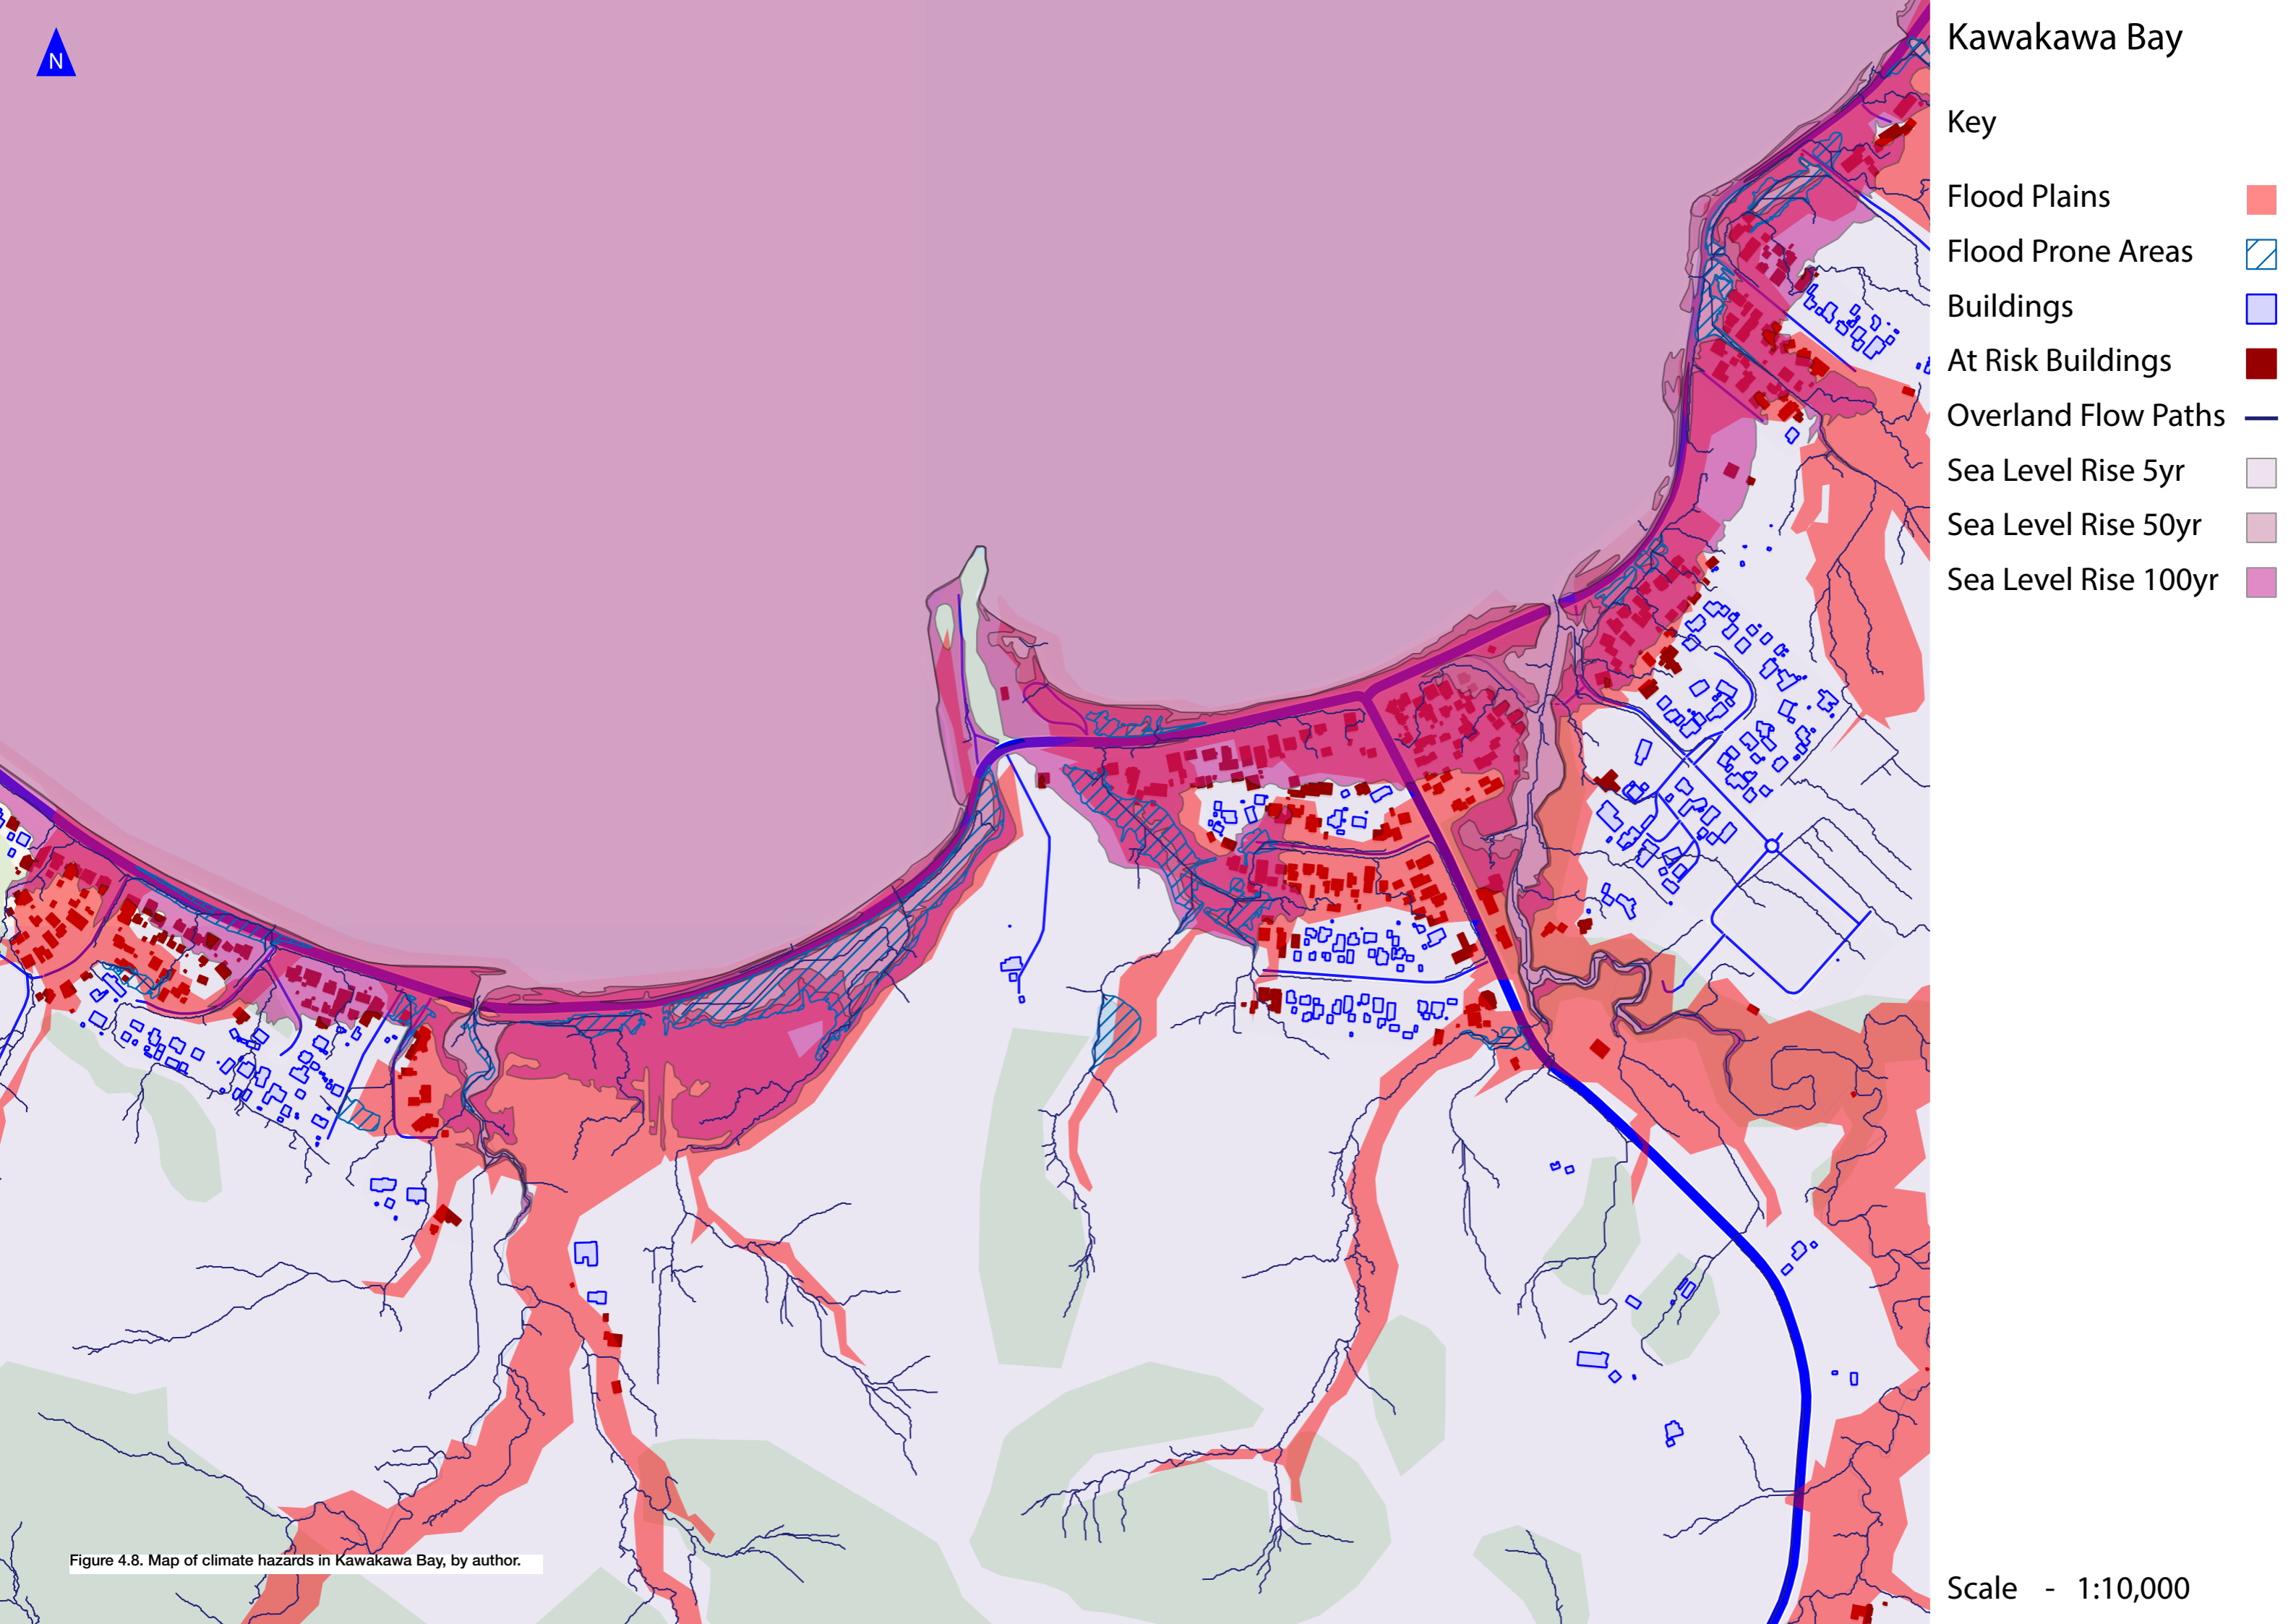 N
Kawakawa Bay
Key
Flood Plains
Flood Prone Areas
Buildings
At Risk Buildings
Overland Flow Paths
Sea Level Rise 5yr
Sea Level Rise 50yr
Sea Level Rise 100yr
Figure 4.8. Map of climate hazards in Kawakawa Bay, by author.
Scale - 1:10,000